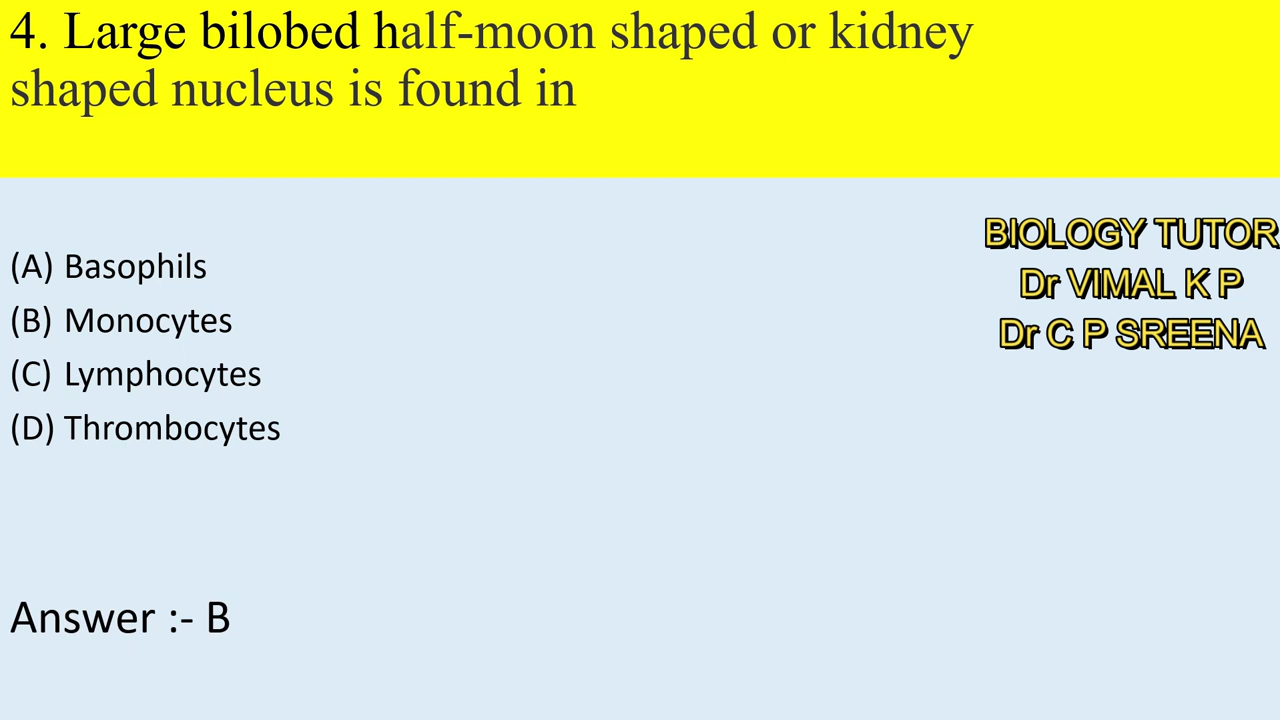 4. Large bilobed half-moon shaped or kidney
shaped nucleus is found in
BIOLOGY TUTOR
Dr VIMAL K P
Dr C P SREENA
(A) Basophils
(B) Monocytes
(C) Lymphocytes
(D) Thrombocytes
Answer :- B